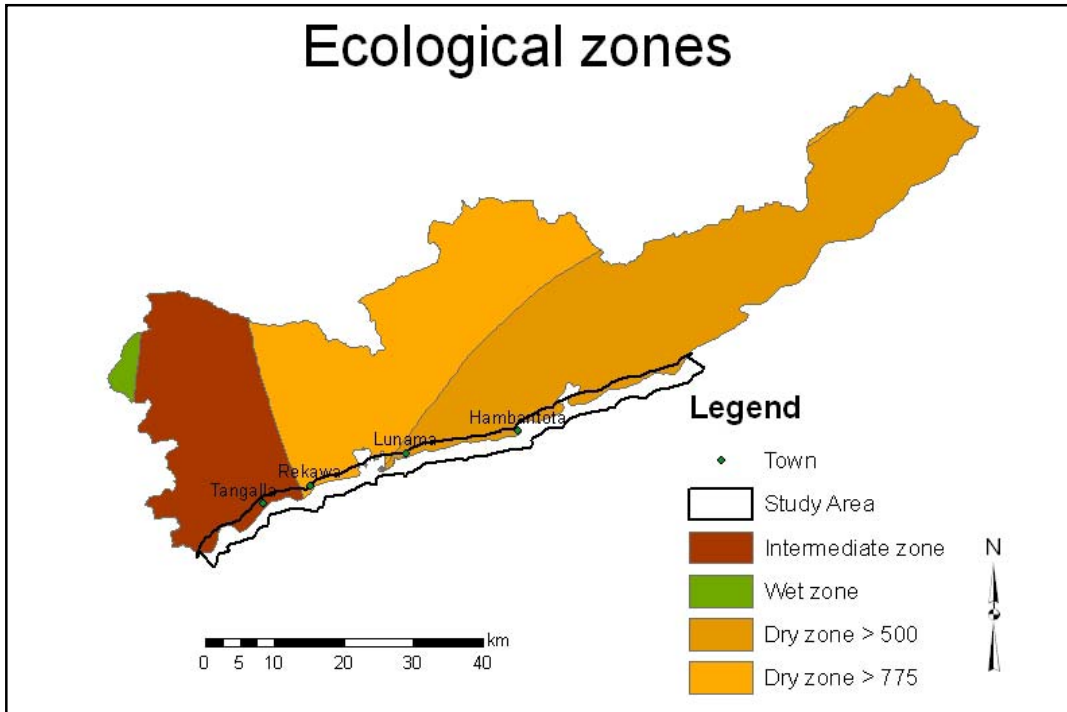 Ecological zones
Hambantota
Lunama
Rekawa
Tangalla
Legend
Town
Study Area
Intermediate zone
Wet zone
Dry zone > 500
Dry zone > 775
N
km
0 5 10 20 30 40